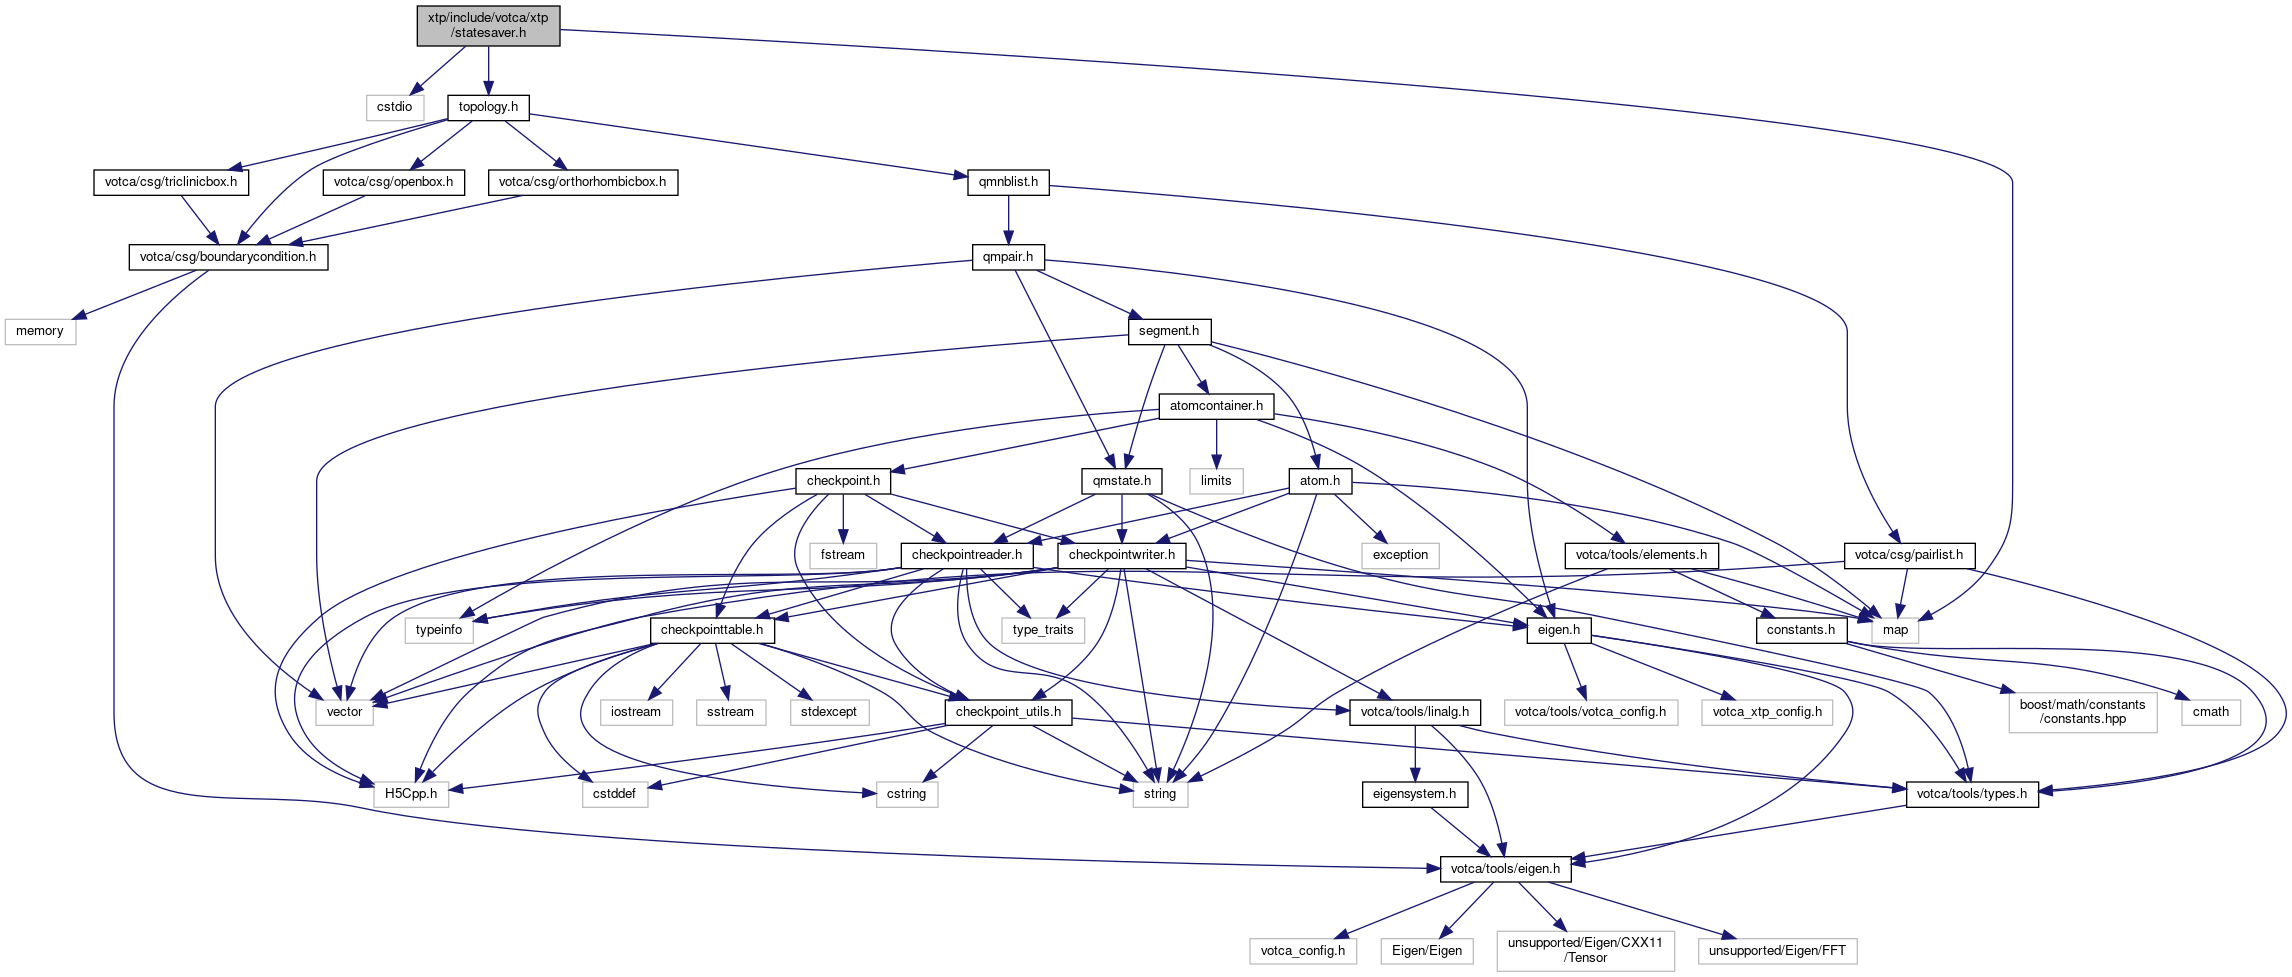 xtp/include/votca/xtp
/statesaver.h
cstdio
topology.h
votca/csg/triclinicbox.h
votca/csg/openbox.h
votca/csg/orthorhombicbox.h
qmnblist.h
votca/csg/boundarycondition.h
qmpair.h
memory
segment.h
atomcontainer.h
checkpoint.h
qmstate.h
limits
atom.h
fstream
checkpointreader.h
checkpointwriter.h
exception
votca/tools/elements.h
votca/csg/pairlist.h
typeinfo
checkpointtable.h
type_traits
eigen.h
constants.h
map
vector
iostream
sstream
stdexcept
checkpoint_utils.h
votca/tools/linalg.h
votca/tools/votca_config.h
votca_xtp_config.h
boost/math/constants
/constants.hpp
cmath
H5Cpp.h
cstddef
cstring
string
eigensystem.h
votca/tools/types.h
votca/tools/eigen.h
votca_config.h
Eigen/Eigen
unsupported/Eigen/CXX11
/Tensor
unsupported/Eigen/FFT